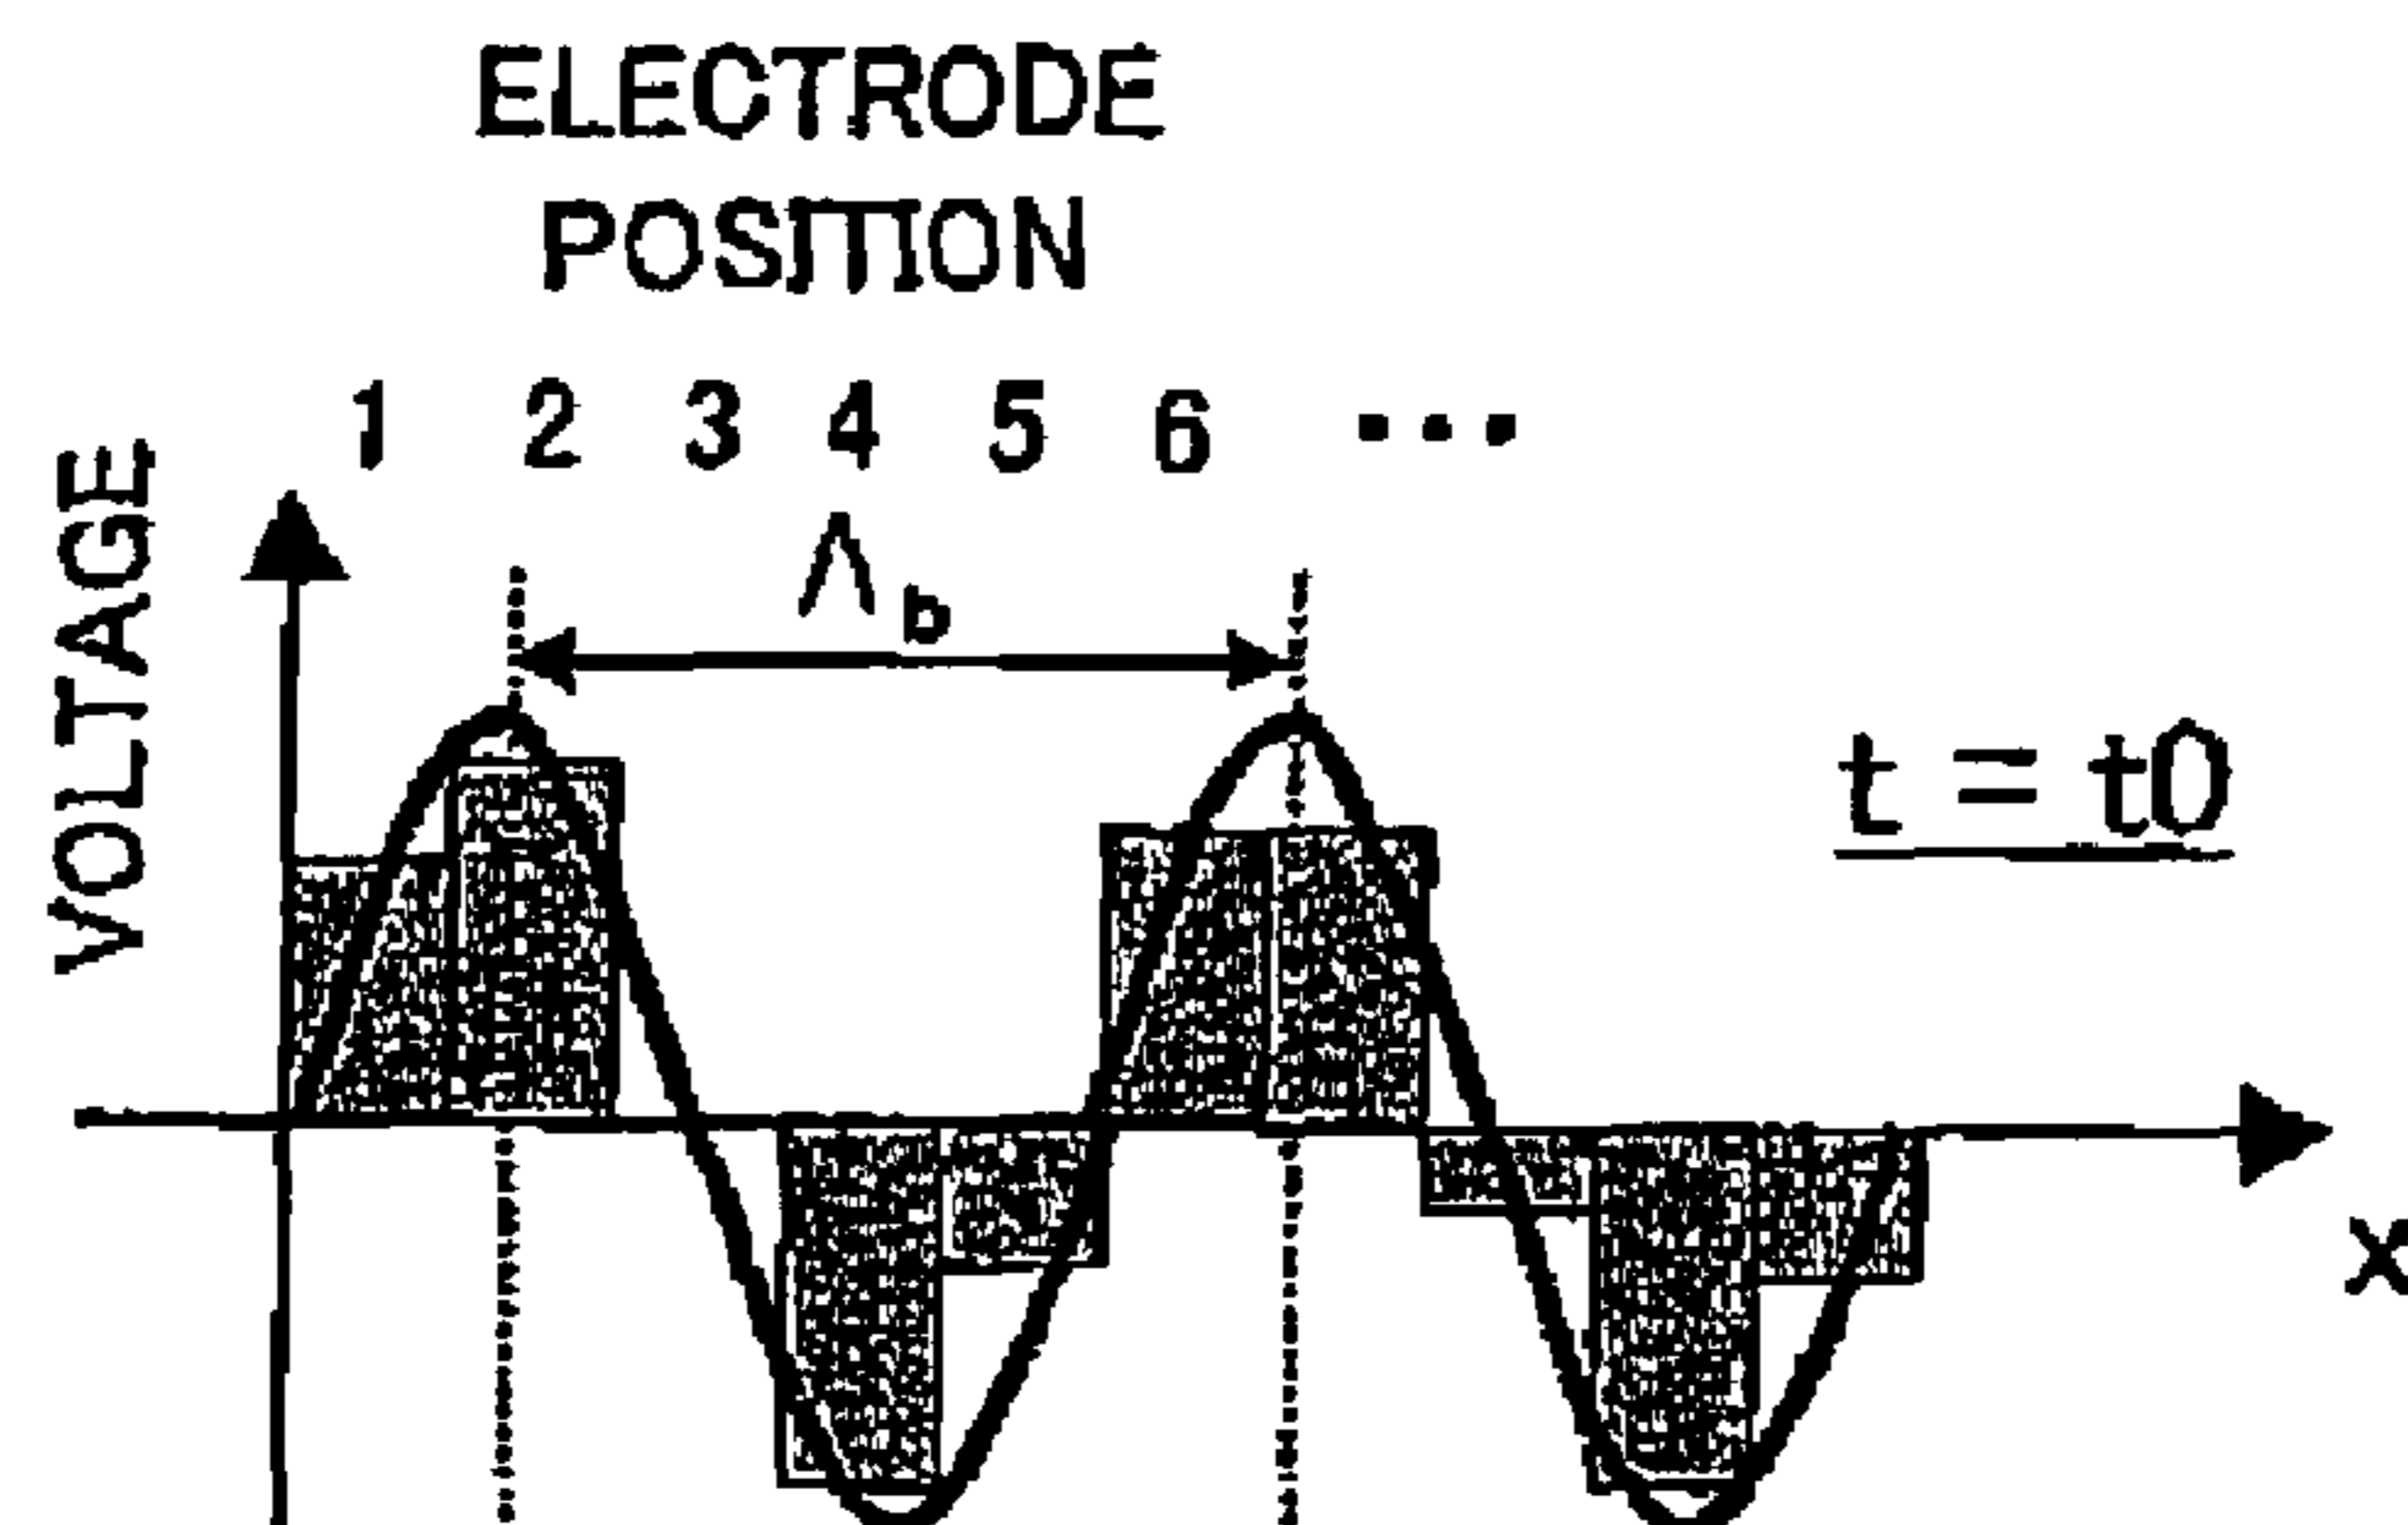 ELECTRODE
POSITION
1 2 3 4 5 6 ...
VOLTAGE
Λb
t = t0
x